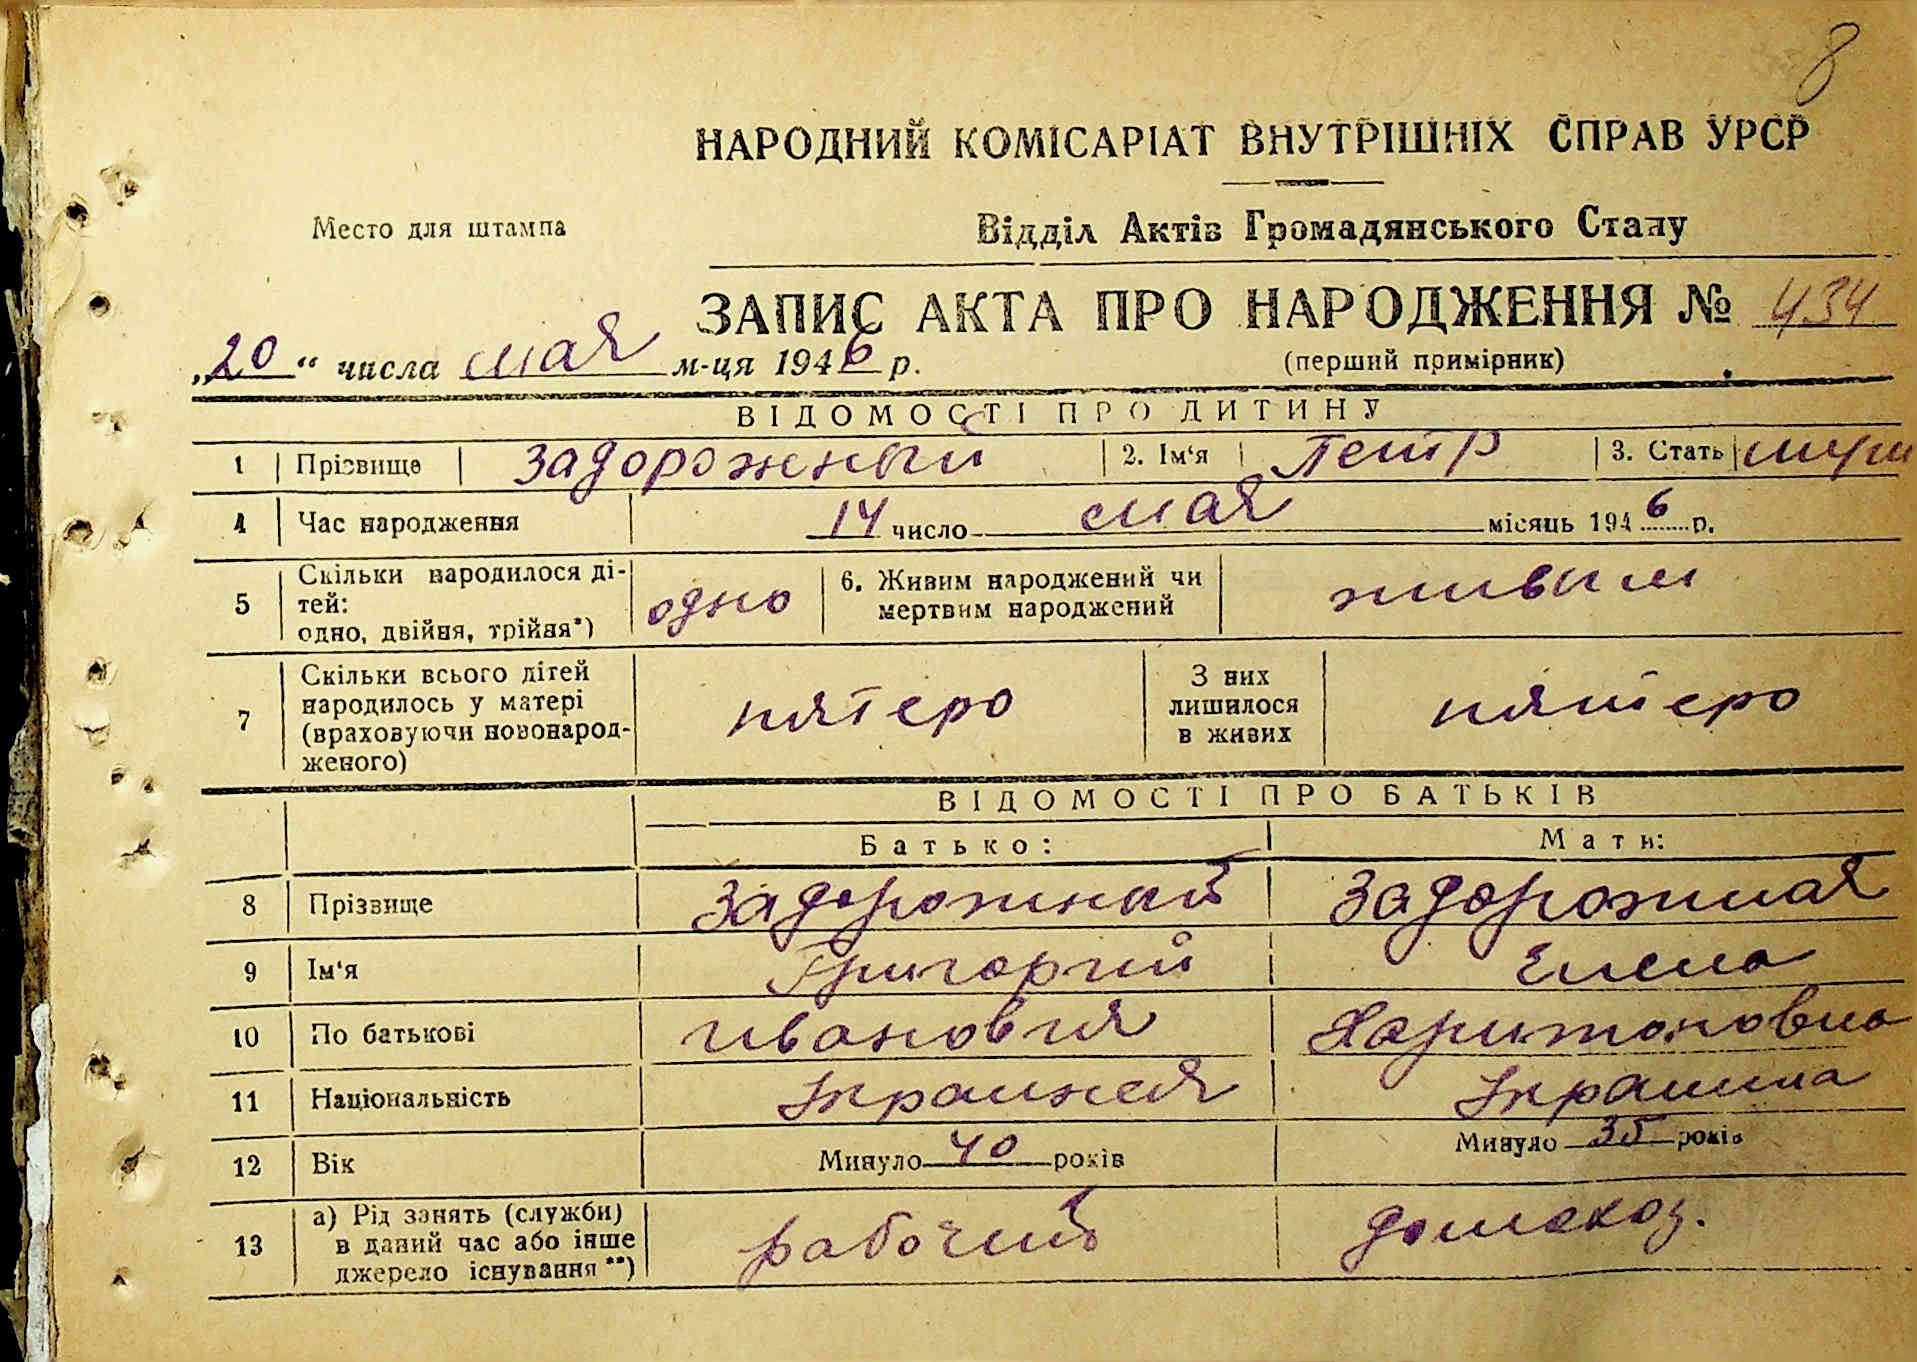 8
НАРОДНИЙ КОМІСАРІАТ ВНУТРІШНІХ СПРАВ УРСР
Место для штампа
Відділ Актів Громадянського Стану
ЗАПИС АКТА ПРО НАРОДЖЕННЯ № 434
„20“ числа мая м-ця 1946 р.
(перший примірник)
ВІДОМОСТІ ПРО ДИТИНУ
1 Прізвище Задорожный 2. Ім‘я Петр 3. Стать муж
4 Час народження 14 число мая місяць 1946 р.
5 Скільки народилося ді-
тей:
одно, двійня, трійня*) одно 6. Живим народжений чи
мертвим народжений живым
7 Скільки всього дітей
народилось у матері
(враховуючи новонарод-
женого) пятеро З них
лишилося
в живих пятеро
ВІДОМОСТІ ПРО БАТЬКІВ
Батько: Мати:
8 Прізвище Задорожный Задорожная
9 Ім‘я Григорий Елена
10 По батькові Иванович Харитоновна
11 Національність Украинец Украинка
12 Вік Минуло 40 років Минуло 35 років
13 а) Рід занять (служби)
в даний час або інше
джерело існування**) рабочий домохоз.